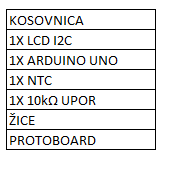 KOSOVNICA
1X LCD I2C
1X ARDUINO UNO
1X NTC
1X 10kΩ UPOR
ŽICE
PROTOBOARD